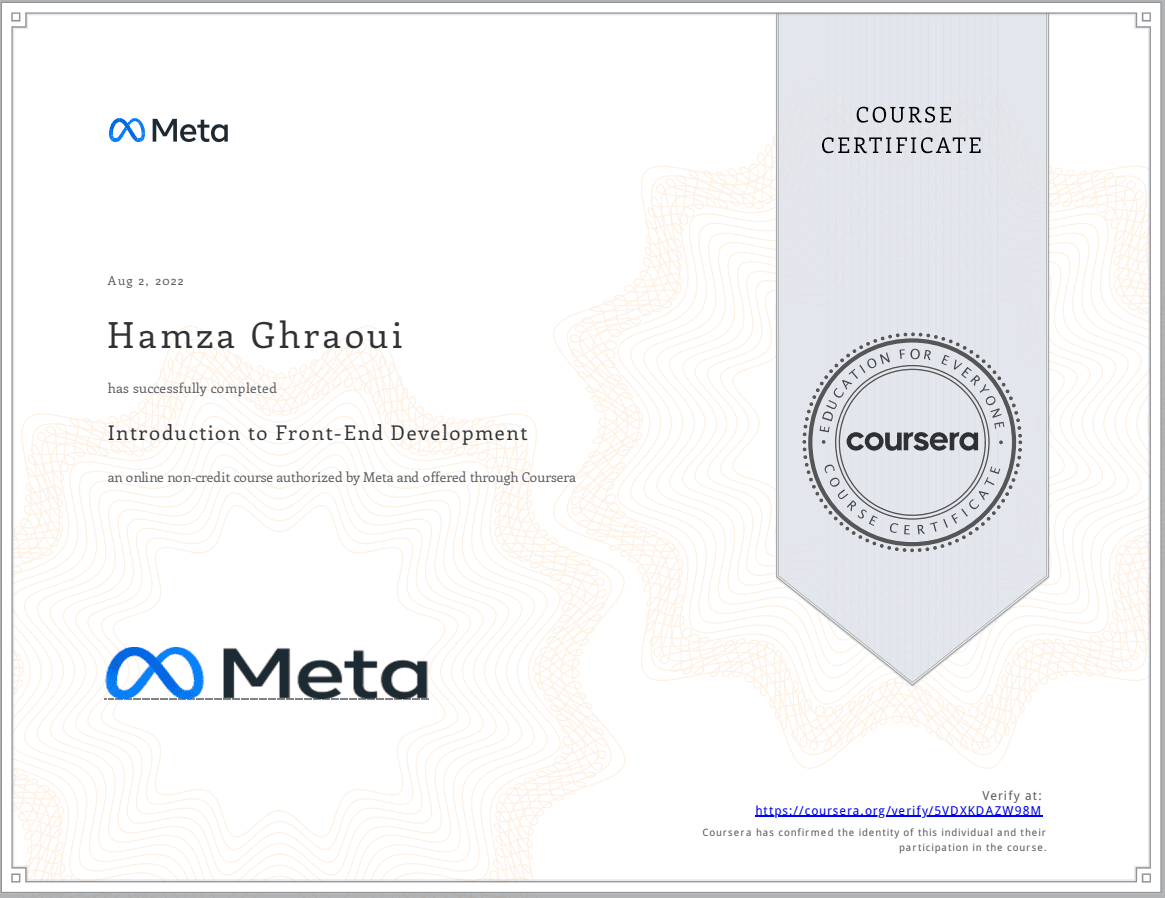 Meta
COURSE
CERTIFICATE
Aug 2, 2022
Hamza Ghraoui
has successfully completed
Introduction to Front-End Development
an online non-credit course authorized by Meta and offered through Coursera
EDUCATION FOR EVERYONE
coursera
COURSE CERTIFICATE
Meta
Verify at:
https://coursera.org/verify/5VDXKDAZW98M
Coursera has confirmed the identity of this individual and their
participation in the course.